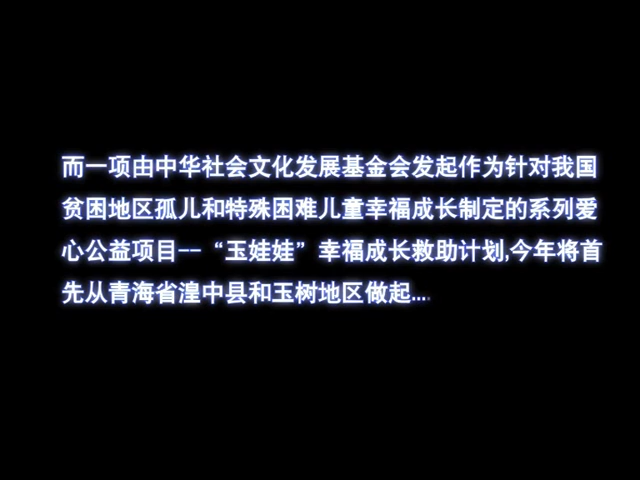 而一项由中华社会文化发展基金会发起作为针对我国
贫困地区孤儿和特殊困难儿童幸福成长制定的系列爱
心公益项目--“玉娃娃”幸福成长救助计划,今年将首
先从青海省湟中县和玉树地区做起...